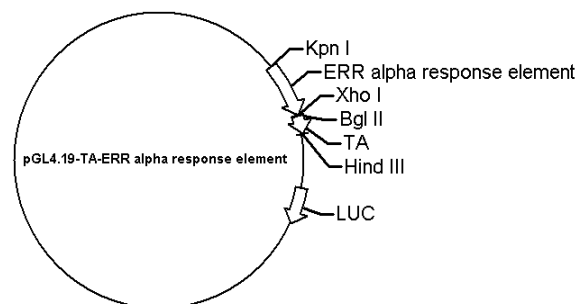 Kpn I
ERR alpha response element
Xho I
Bgl II
TA
pGL4.19-TA-ERR alpha response element
Hind III
LUC